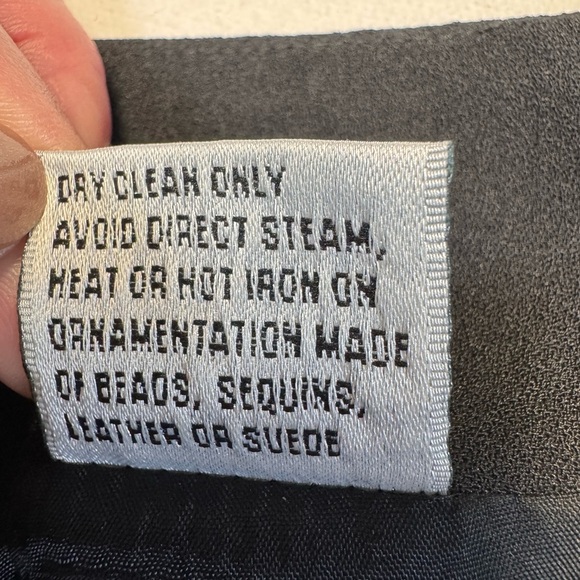 DRY CLEAN ONLY
AVOID DIRECT STEAM,
HEAT OR HOT IRON ON
ORNAMENTATION MADE
OF BEADS, SEQUINS,
LEATHER OR SUEDE